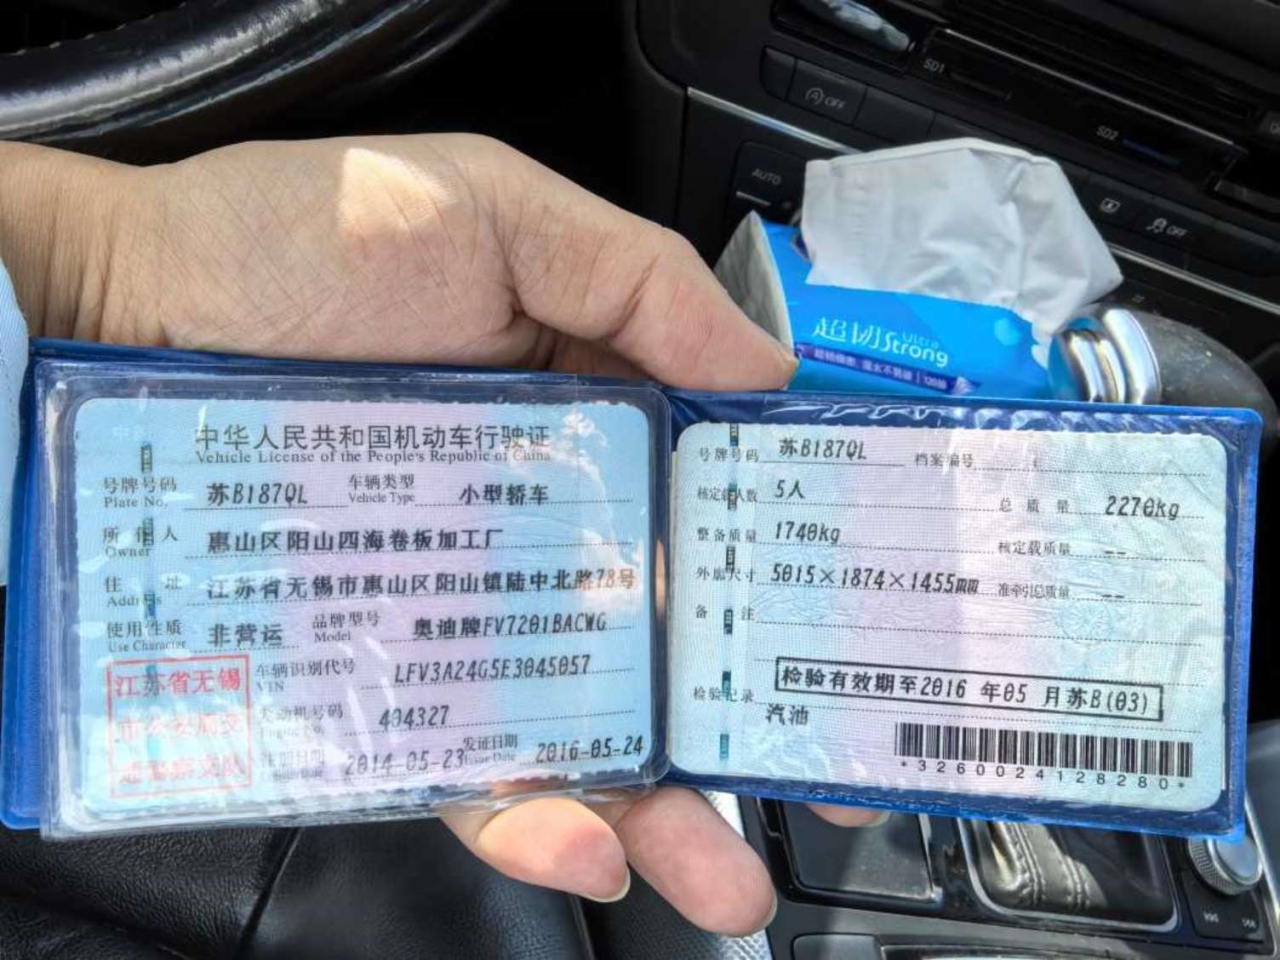 SD1
OFF
SD2
AUTO
OFF
超韧 Ultra Strong
中华人民共和国机动车行驶证
Vehicle License of the People's Republic of China
号牌号码 苏B187QL 车辆类型 小型轿车
Plate No. Vehicle Type
所有人 惠山区阳山四海卷板加工厂
Owner
住址 江苏省无锡市惠山区阳山镇陆中北路78号
Address
使用性质 非营运 品牌型号 奥迪牌FV7201BACWG
Use Character Model
车辆识别代号 LFV3A24G5E3045057
VIN
发动机号码 404327
Engine No.
注册日期 2014-05-23 发证日期 2016-05-24
Issue Date
江苏省无锡
市公安局交
通警察支队
号牌号码 苏B187QL 档案编号
核定载人数 5人 总质量 2270kg
整备质量 1740kg 核定载质量 --
外廓尺寸 5015×1874×1455mm 准牵引总质量 --
备注
检验有效期至2016年05月苏B(03)
检验记录
汽油
*3260024128280*